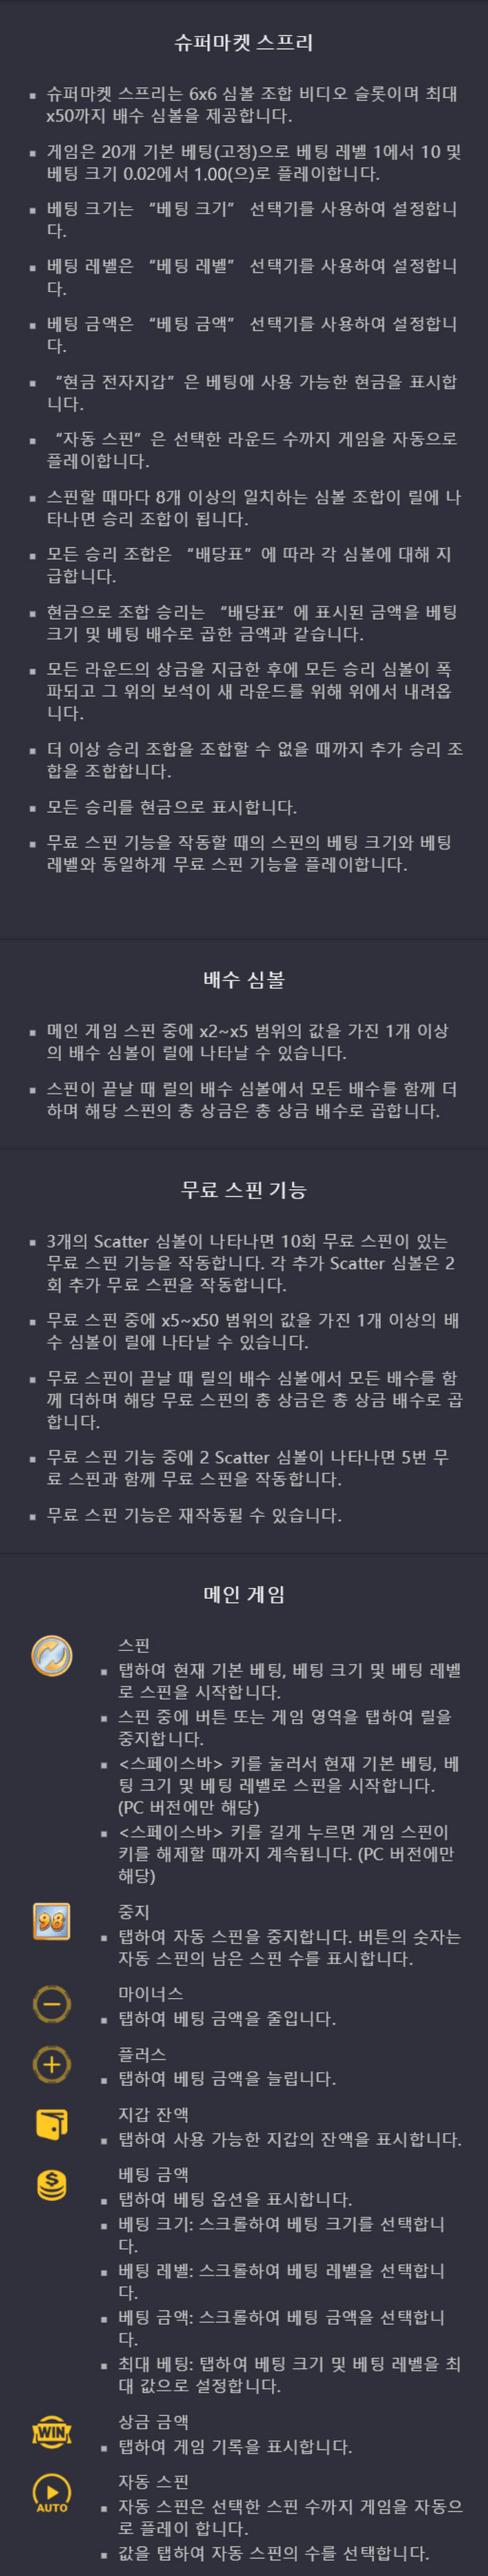 슈퍼마켓 스프리
슈퍼마켓 스프리는 6x6 심볼 조합 비디오 슬롯이며 최대
x50까지 배수 심볼을 제공합니다.
게임은 20개 기본 베팅(고정)으로 베팅 레벨 1에서 10 및
베팅 크기 0.02에서 1.00(으)로 플레이합니다.
베팅 크기는 “베팅 크기” 선택기를 사용하여 설정합니
다.
베팅 레벨은 “베팅 레벨” 선택기를 사용하여 설정합니
다.
베팅 금액은 “베팅 금액” 선택기를 사용하여 설정합니
다.
“현금 전자지갑” 은 베팅에 사용 가능한 현금을 표시합
니다.
“자동 스핀” 은 선택한 라운드 수까지 게임을 자동으로
플레이합니다.
스핀할 때마다 8개 이상의 일치하는 심볼 조합이 릴에 나
타나면 승리 조합이 됩니다.
모든 승리 조합은 “배당표” 에 따라 각 심볼에 대해 지
급합니다.
현금으로 조합 승리는 “배당표” 에 표시된 금액을 베팅
크기 및 베팅 배수로 곱한 금액과 같습니다.
모든 라운드의 상금을 지급한 후에 모든 승리 심볼이 폭
파되고 그 위의 보석이 새 라운드를 위해 위에서 내려옵
니다.
더 이상 승리 조합을 조합할 수 없을 때까지 추가 승리 조
합을 조합합니다.
모든 승리를 현금으로 표시합니다.
무료 스핀 기능을 작동할 때의 스핀의 베팅 크기와 베팅
레벨와 동일하게 무료 스핀 기능을 플레이합니다.
배수 심볼
메인 게임 스핀 중에 x2~x5 범위의 값을 가진 1개 이상
의 배수 심볼이 릴에 나타날 수 있습니다.
스핀이 끝날 때 릴의 배수 심볼에서 모든 배수를 함께 더
하며 해당 스핀의 총 상금은 총 상금 배수로 곱합니다.
무료 스핀 기능
3개의 Scatter 심볼이 나타나면 10회 무료 스핀이 있는
무료 스핀 기능을 작동합니다. 각 추가 Scatter 심볼은 2
회 추가 무료 스핀을 작동합니다.
무료 스핀 중에 x5~x50 범위의 값을 가진 1개 이상의 배
수 심볼이 릴에 나타날 수 있습니다.
무료 스핀이 끝날 때 릴의 배수 심볼에서 모든 배수를 함
께 더하며 해당 무료 스핀의 총 상금은 총 상금 배수로 곱
합니다.
무료 스핀 기능 중에 2 Scatter 심볼이 나타나면 5번 무
료 스핀과 함께 무료 스핀을 작동합니다.
무료 스핀 기능은 재작동될 수 있습니다.
메인 게임
스핀
탭하여 현재 기본 베팅, 베팅 크기 및 베팅 레벨
로 스핀을 시작합니다.
스핀 중에 버튼 또는 게임 영역을 탭하여 릴을
중지합니다.
<스페이스바> 키를 눌러서 현재 기본 베팅, 베
팅 크기 및 베팅 레벨로 스핀을 시작합니다.
(PC 버전에만 해당)
<스페이스바> 키를 길게 누르면 게임 스핀이
키를 해제할 때까지 계속됩니다. (PC 버전에만
해당)
98
중지
탭하여 자동 스핀을 중지합니다. 버튼의 숫자는
자동 스핀의 남은 스핀 수를 표시합니다.
마이너스
탭하여 베팅 금액을 줄입니다.
플러스
탭하여 베팅 금액을 늘립니다.
지갑 잔액
탭하여 사용 가능한 지갑의 잔액을 표시합니다.
베팅 금액
탭하여 베팅 옵션을 표시합니다.
베팅 크기: 스크롤하여 베팅 크기를 선택합니
다.
베팅 레벨: 스크롤하여 베팅 레벨을 선택합니
다.
베팅 금액: 스크롤하여 베팅 금액을 선택합니
다.
최대 베팅: 탭하여 베팅 크기 및 베팅 레벨을 최
대 값으로 설정합니다.
WIN
상금 금액
탭하여 게임 기록을 표시합니다.
AUTO
자동 스핀
자동 스핀은 선택한 스핀 수까지 게임을 자동으
로 플레이 합니다.
값을 탭하여 자동 스핀의 수를 선택합니다.